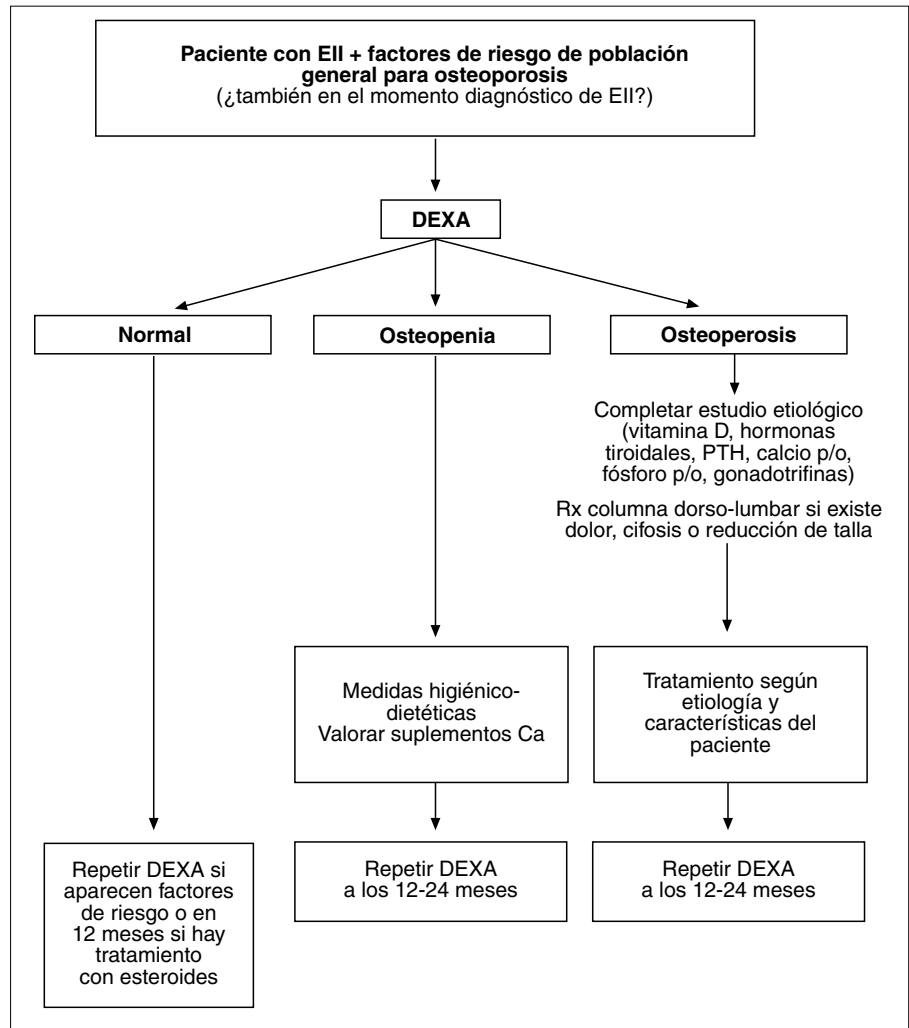 Paciente con EII + factores de riesgo de población
general para osteoporosis
(¿también en el momento diagnóstico de EII?)
DEXA
Normal
Osteopenia
Osteoperosis
Completar estudio etiológico
(vitamina D, hormonas
tiroidales, PTH, calcio p/o,
fósforo p/o, gonadotrifinas)
Rx columna dorso-lumbar si existe
dolor, cifosis o reducción de talla
Medidas higiénico-
dietéticas
Valorar suplementos Ca
Tratamiento según
etiología y
características del
paciente
Repetir DEXA si
aparecen factores
de riesgo o en
12 meses si hay
tratamiento
con esteroides
Repetir DEXA
a los 12-24 meses
Repetir DEXA
a los 12-24 meses